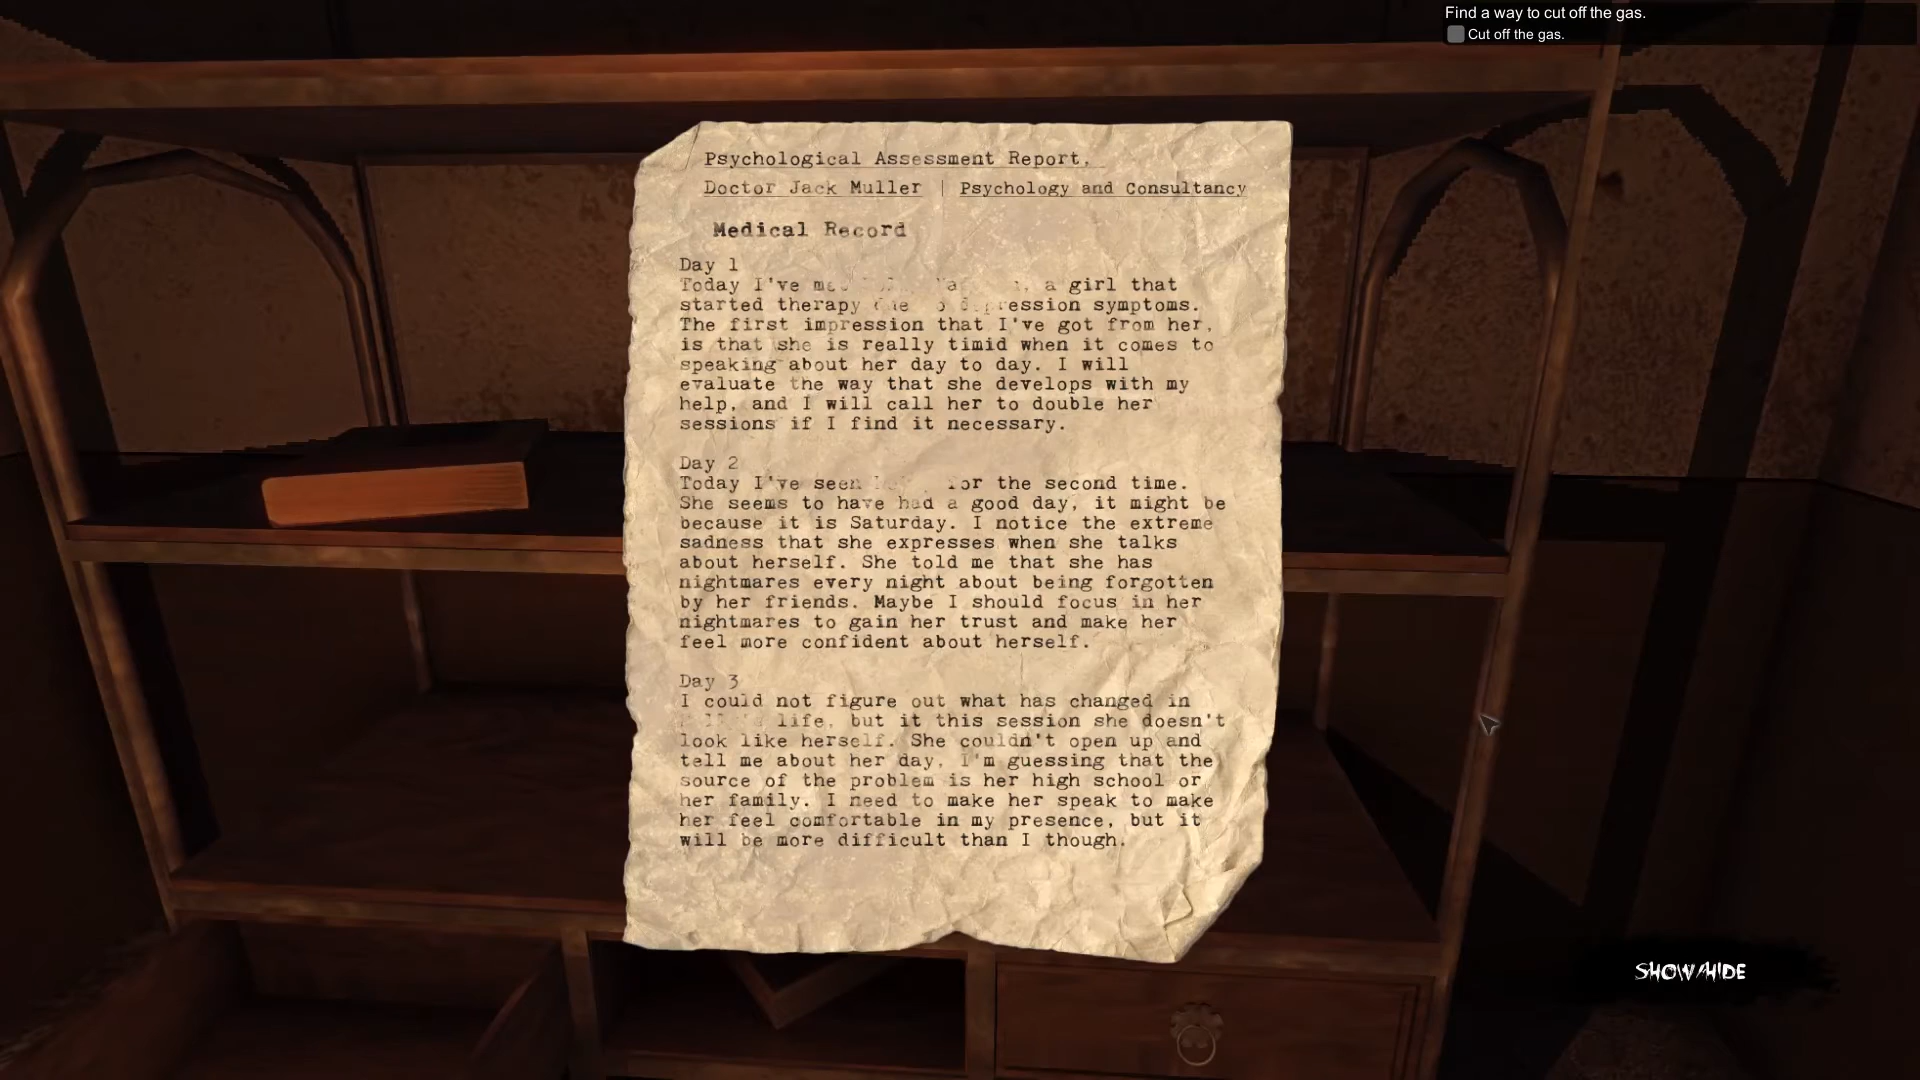 Find a way to cut off the gas.
Cut off the gas.
Psychological Assessment Report,
Doctor Jack Muller | Psychology and Consultancy
Medical Record
Day 1
Today I've a girl that
started therapy symptoms.
The first impression that I've got from her,
is that she is really timid when it comes to
speaking about her day to day. I will
evaluate the way that she develops with my
help, and I will call her to double her
sessions if I find it necessary.
Day 2
Today I've seen for the second time.
She seems to have had a good day, it might be
because it is Saturday. I notice the extreme
sadness that she expresses when she talks
about herself. She told me that she has
nightmares every night about being forgotten
by her friends. Maybe I should focus in her
nightmares to gain her trust and make her
feel more confident about herself.
Day 3
I could not figure out what has changed in
life, but it this session she doesn't
look like herself. She couldn't open up and
tell me about her day, I'm guessing that the
source of the problem is her high school or
her family. I need to make her speak to make
her feel comfortable in my presence, but it
will be more difficult than I though.
SHOW/HIDE